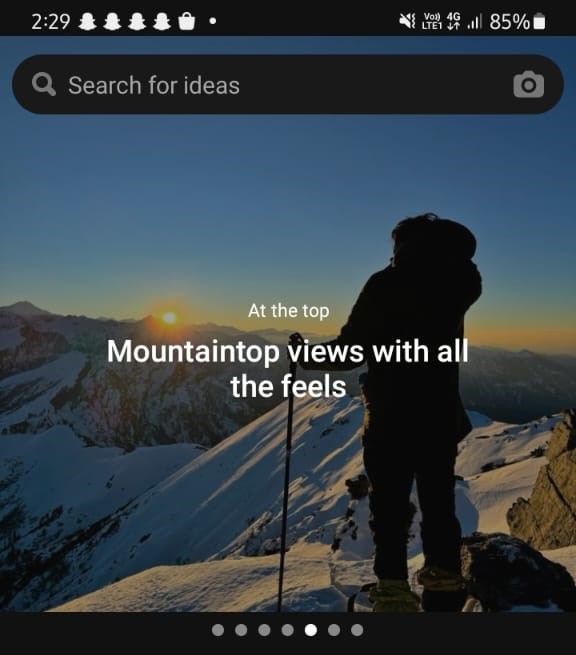 2:29
Vo) 4G
LTE1
85%
Search for ideas
At the top
Mountaintop views with all
the feels